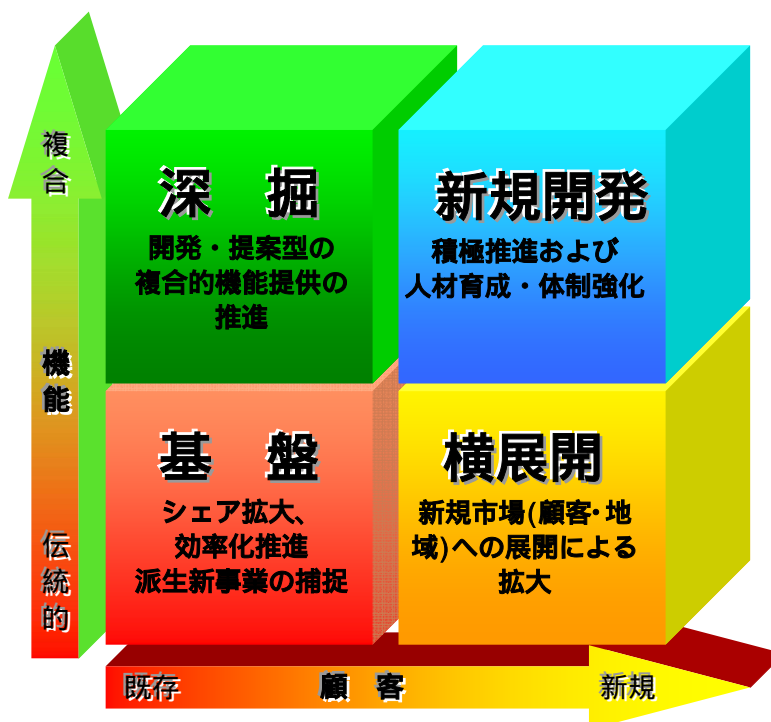 複
合
機
能
伝
統
的
深　掘
開発・提案型の
複合的機能提供の
推進
新規開発
積極推進および
人材育成・体制強化
基　盤
シェア拡大、
効率化推進
派生新事業の捕捉
横展開
新規市場(顧客・地
域)への展開による
拡大
既存　顧　客　新規